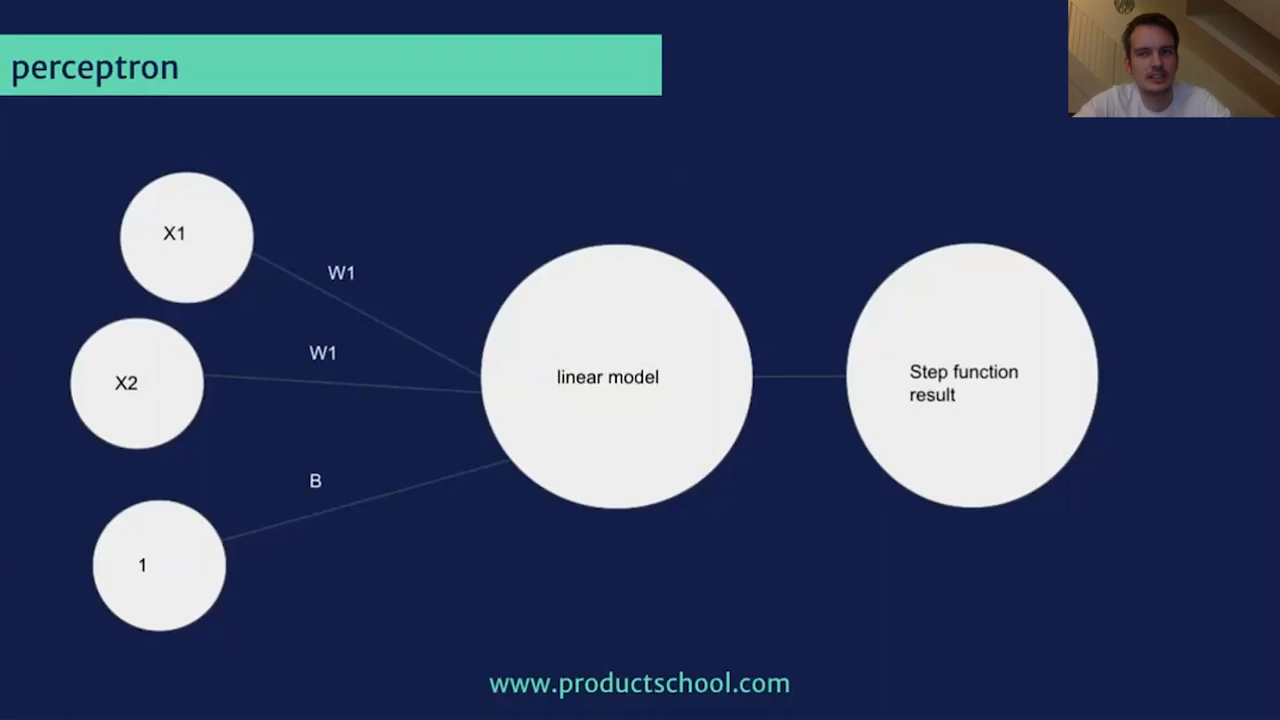 perceptron
X1
W1
X2
W1
linear model
Step function
result
B
1
www.productschool.com